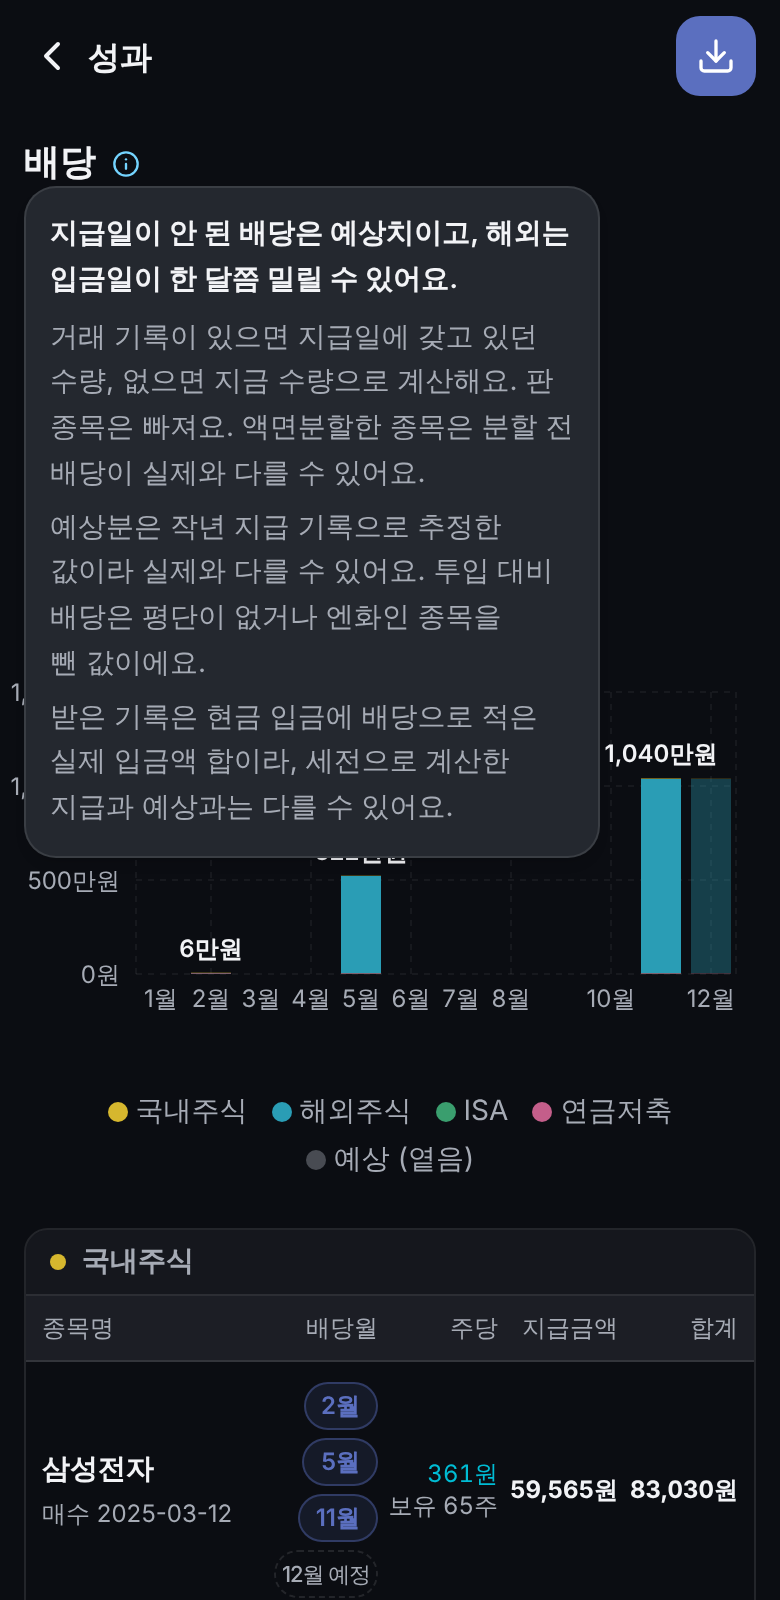 성과
배당
지급일이 안 된 배당은 예상치이고, 해외는
입금일이 한 달쯤 밀릴 수 있어요.
거래 기록이 있으면 지급일에 갖고 있던
수량, 없으면 지금 수량으로 계산해요. 판
종목은 빠져요. 액면분할한 종목은 분할 전
배당이 실제와 다를 수 있어요.
예상분은 작년 지급 기록으로 추정한
값이라 실제와 다를 수 있어요. 투입 대비
배당은 평단이 없거나 엔화인 종목을
뺀 값이에요.
받은 기록은 현금 입금에 배당으로 적은
실제 입금액 합이라, 세전으로 계산한
지급과 예상과는 다를 수 있어요.
1,040만원
500만원
6만원
0원
1월 2월 3월 4월 5월 6월 7월 8월 10월 12월
국내주식 해외주식 ISA 연금저축
예상 (옅음)
국내주식
종목명 배당월 주당 지급금액 합계
2월
5월
11월
12월 예정
삼성전자
매수 2025-03-12
361원
보유 65주
59,565원 83,030원